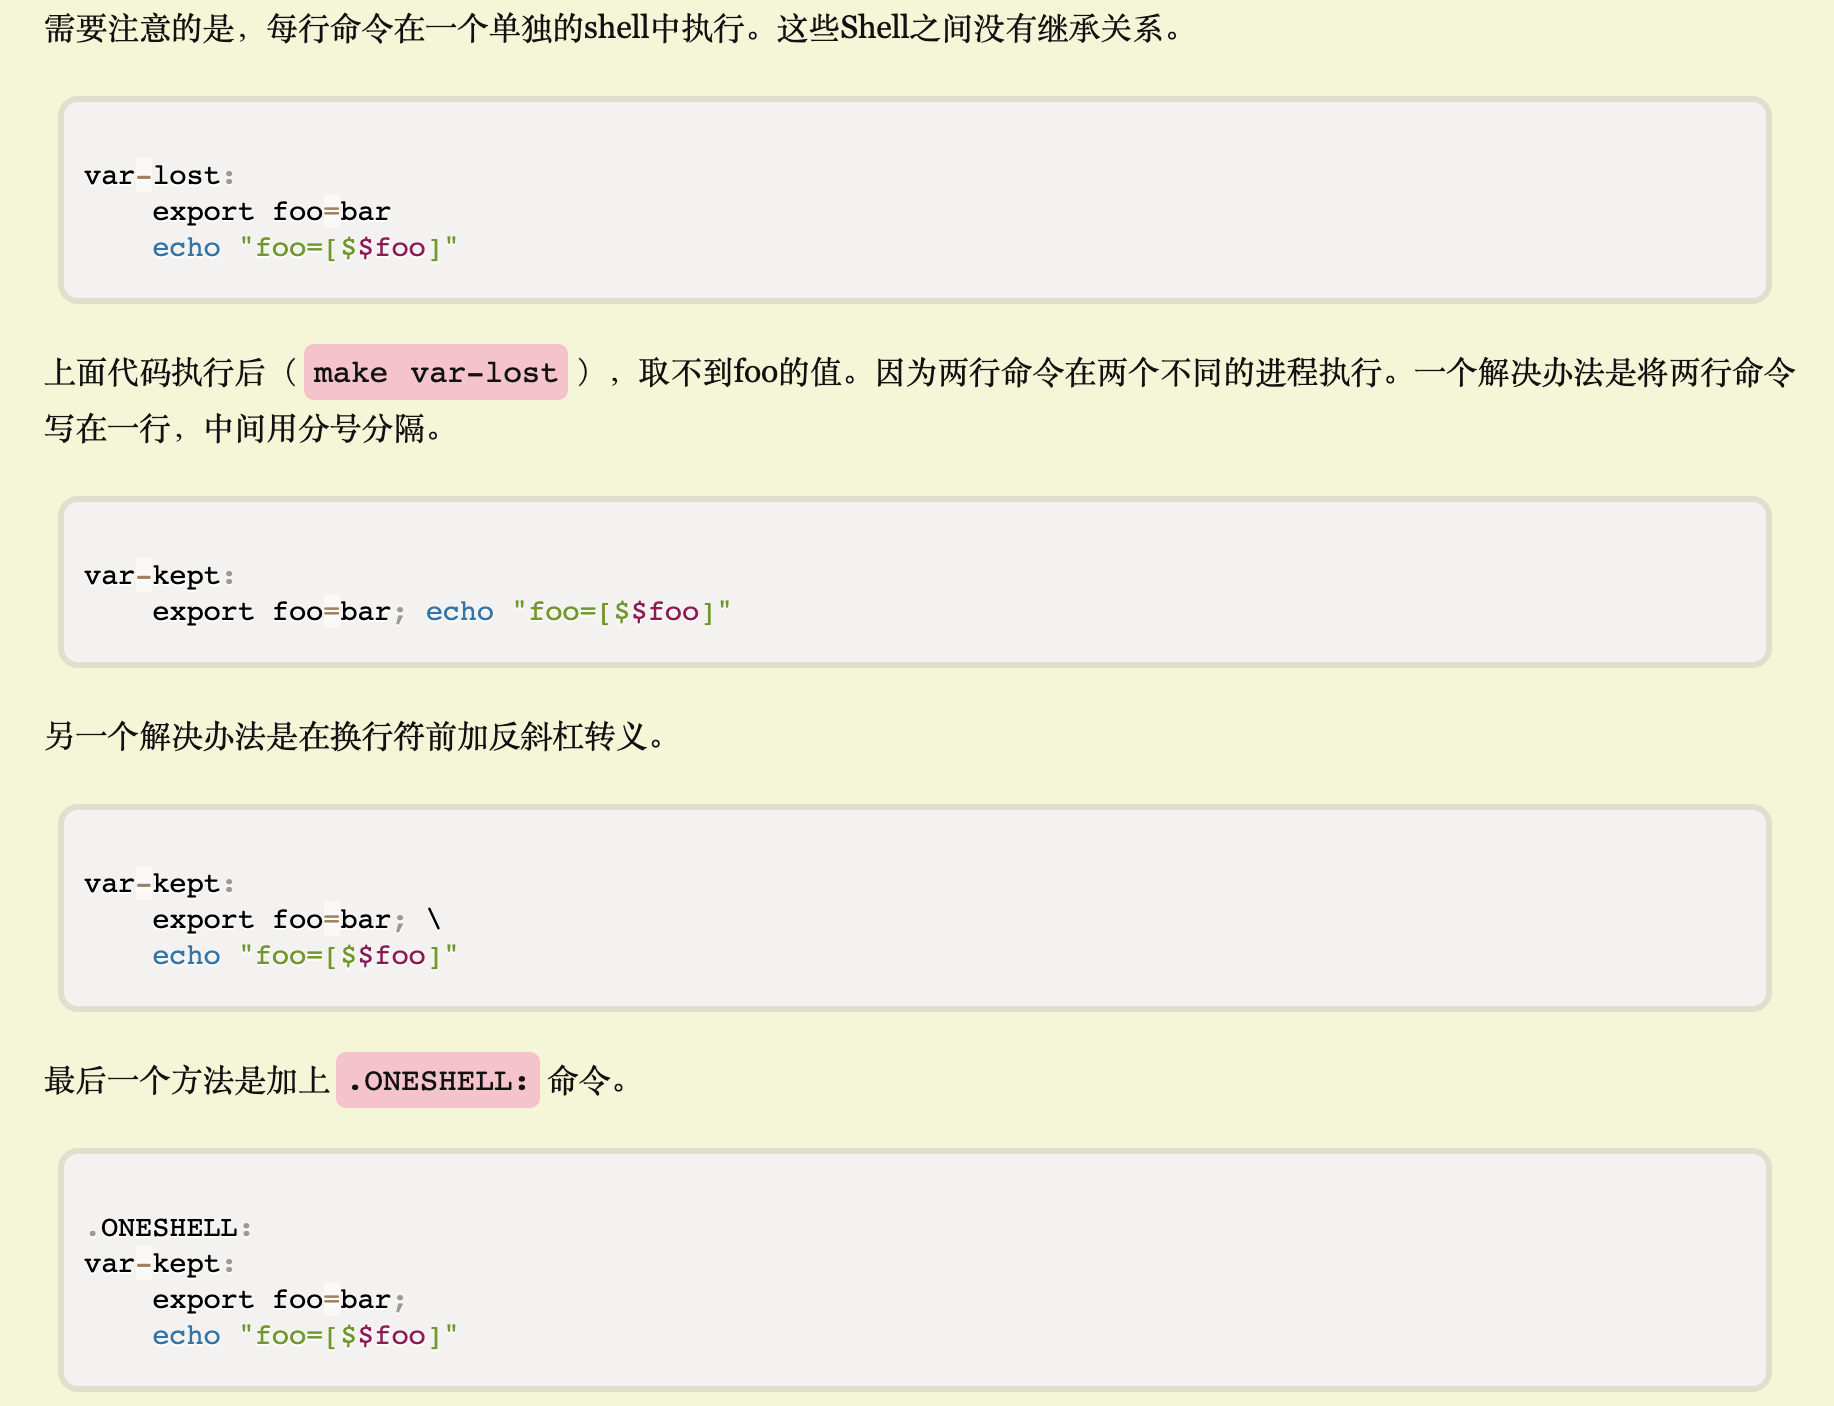 需要注意的是，每行命令在一个单独的shell中执行。这些Shell之间没有继承关系。
var-lost:
    export foo=bar
    echo "foo=[$$foo]"
上面代码执行后（ make var-lost ），取不到foo的值。因为两行命令在两个不同的进程执行。一个解决办法是将两行命令
写在一行，中间用分号分隔。
var-kept:
    export foo=bar; echo "foo=[$$foo]"
另一个解决办法是在换行符前加反斜杠转义。
var-kept:
    export foo=bar; \
    echo "foo=[$$foo]"
最后一个方法是加上 .ONESHELL: 命令。
.ONESHELL:
var-kept:
    export foo=bar;
    echo "foo=[$$foo]"